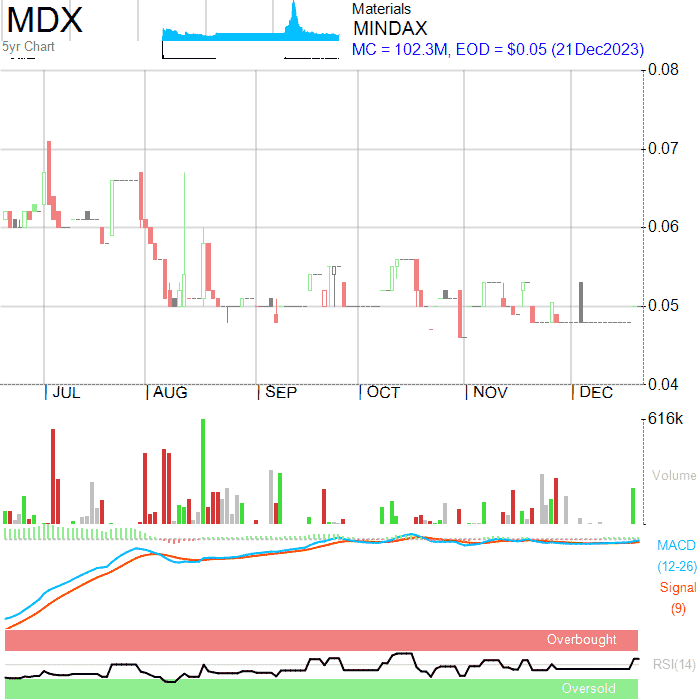 MDX
5yr Chart
Materials
MINDAX
MC = 102.3M, EOD = $0.05 (21Dec2023)
0.08
0.07
0.06
0.05
0.04
JUL AUG SEP OCT NOV DEC
616k
Volume
MACD
(12-26)
Signal
(9)
Overbought
RSI(14)
Oversold